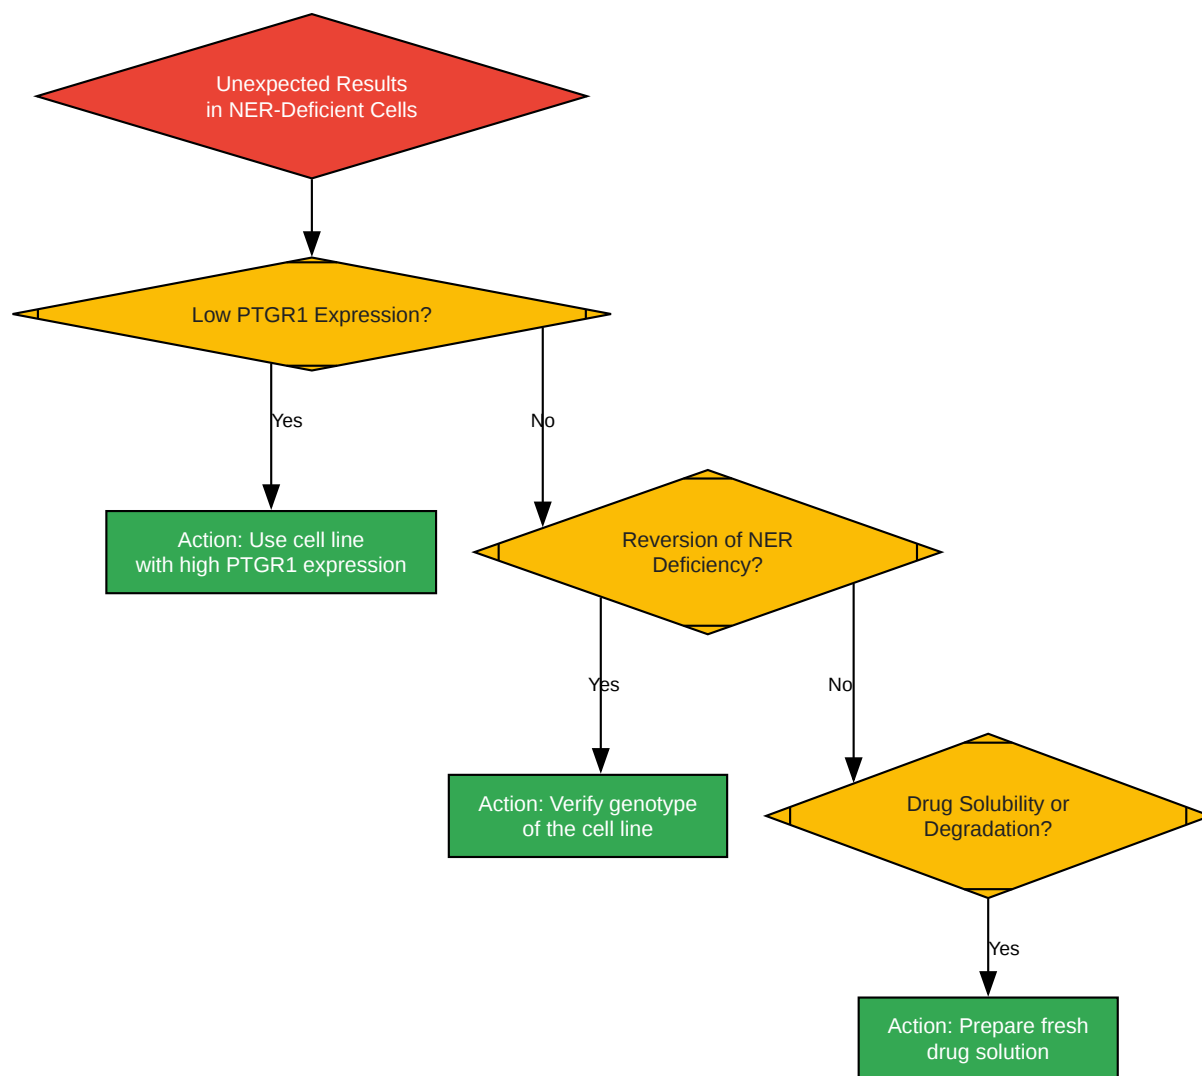 Unexpected Results
in NER-Deficient Cells
Low PTGR1 Expression?
Yes
No
Action: Use cell line
with high PTGR1 expression
Reversion of NER
Deficiency?
Yes
No
Action: Verify genotype
of the cell line
Drug Solubility or
Degradation?
Yes
Action: Prepare fresh
drug solution